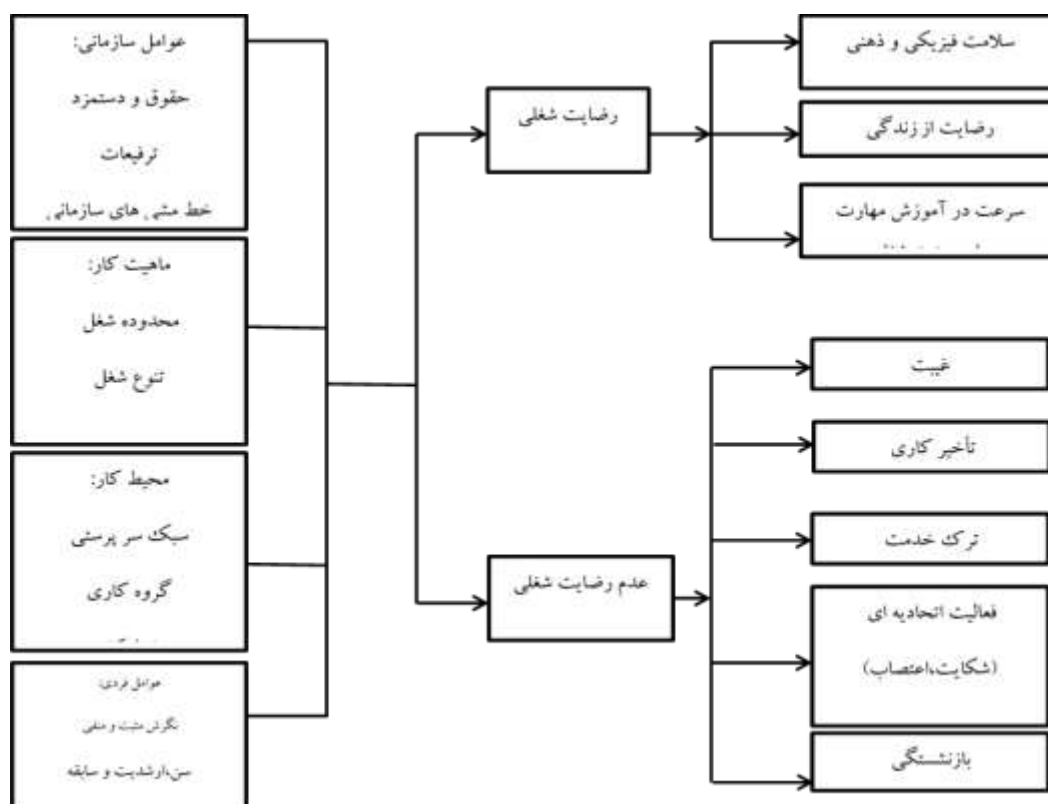 عوامل سازمانی:
حقوق و دستمزد
ترفیعات
خط مشی های سازمانی
ماهیت کار:
محدوده شغل
تنوع شغل
محیط کار:
سبک سر پرستی
گروه کاری
عوامل فردی:
نگرش مثبت و منفی
سن،ارشدیت و سابقه
رضایت شغلی
عدم رضایت شغلی
سلامت فیزیکی و ذهنی
رضایت از زندگی
سرعت در آموزش مهارت
غیبت
تأخیر کاری
ترک خدمت
فعالیت اتحادیه ای
(شکایت،اعتصاب)
بازنشستگی